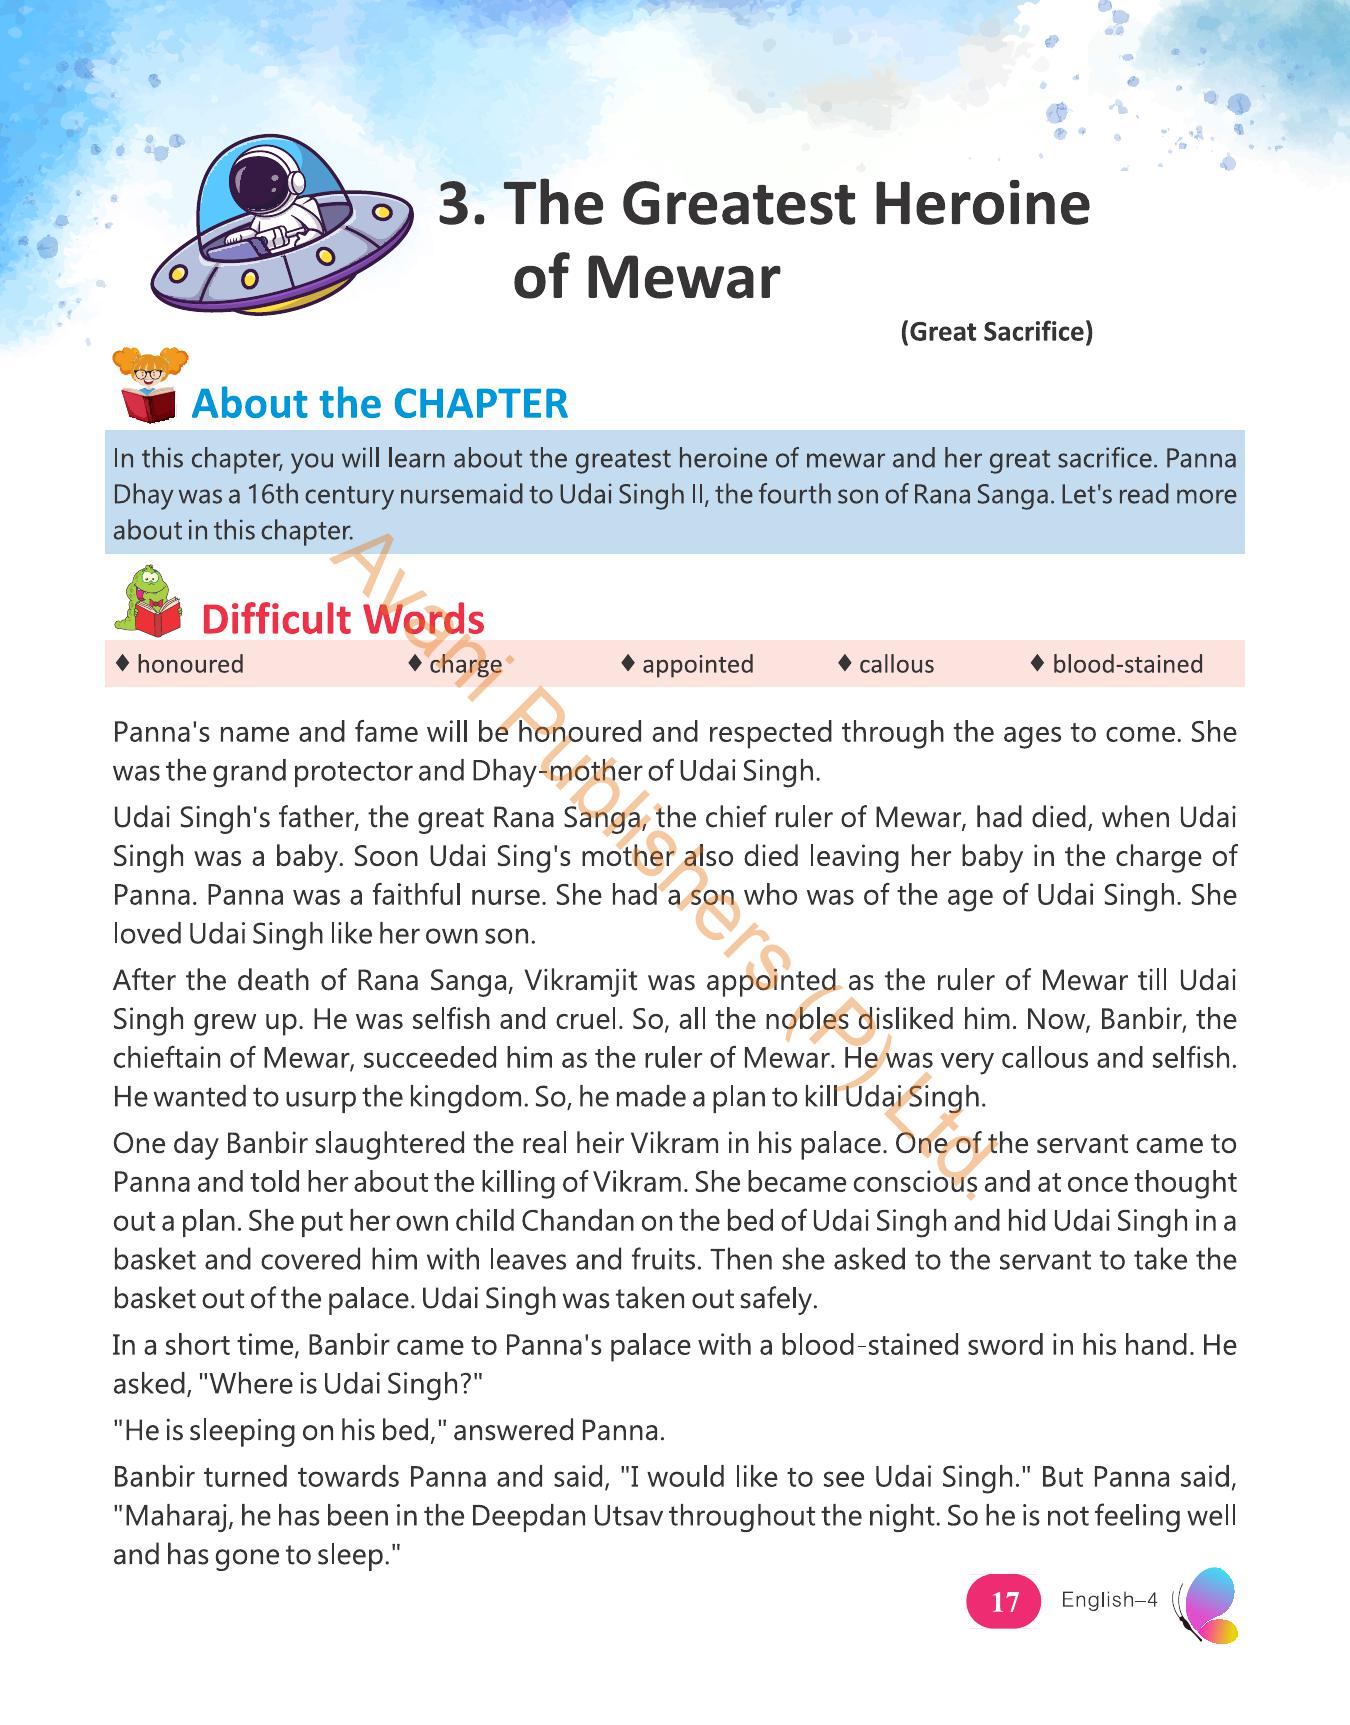 3. The Greatest Heroine
of Mewar
(Great Sacrifice)
About the CHAPTER
In this chapter, you will learn about the greatest heroine of mewar and her great sacrifice. Panna
Dhay was a 16th century nursemaid to Udai Singh II, the fourth son of Rana Sanga. Let's read more
about in this chapter.
Difficult Words
♦ honoured ♦ charge ♦ appointed ♦ callous ♦ blood-stained
Panna's name and fame will be honoured and respected through the ages to come. She
was the grand protector and Dhay-mother of Udai Singh.
Udai Singh's father, the great Rana Sanga, the chief ruler of Mewar, had died, when Udai
Singh was a baby. Soon Udai Sing's mother also died leaving her baby in the charge of
Panna. Panna was a faithful nurse. She had a son who was of the age of Udai Singh. She
loved Udai Singh like her own son.
After the death of Rana Sanga, Vikramjit was appointed as the ruler of Mewar till Udai
Singh grew up. He was selfish and cruel. So, all the nobles disliked him. Now, Banbir, the
chieftain of Mewar, succeeded him as the ruler of Mewar. He was very callous and selfish.
He wanted to usurp the kingdom. So, he made a plan to kill Udai Singh.
One day Banbir slaughtered the real heir Vikram in his palace. One of the servant came to
Panna and told her about the killing of Vikram. She became conscious and at once thought
out a plan. She put her own child Chandan on the bed of Udai Singh and hid Udai Singh in a
basket and covered him with leaves and fruits. Then she asked to the servant to take the
basket out of the palace. Udai Singh was taken out safely.
In a short time, Banbir came to Panna's palace with a blood-stained sword in his hand. He
asked, "Where is Udai Singh?"
"He is sleeping on his bed," answered Panna.
Banbir turned towards Panna and said, "I would like to see Udai Singh." But Panna said,
"Maharaj, he has been in the Deepdan Utsav throughout the night. So he is not feeling well
and has gone to sleep."
17 English–4
Avani Publishers (P) Ltd.